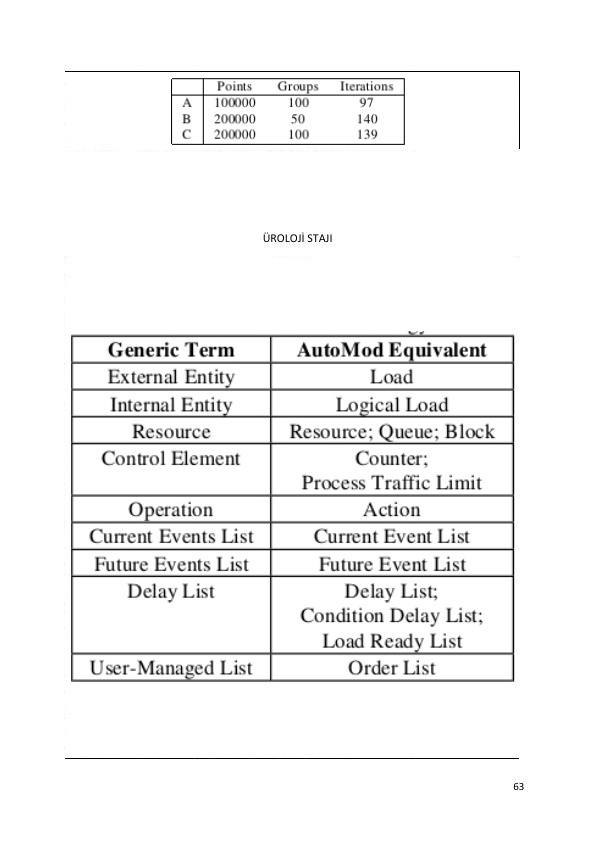 Points Groups Iterations
A 100000 100 97
B 200000 50 140
C 200000 100 139
ÜROLOJİ STAJI
Generic Term AutoMod Equivalent
External Entity Load
Internal Entity Logical Load
Resource Resource; Queue; Block
Control Element Counter;
Process Traffic Limit
Operation Action
Current Events List Current Event List
Future Events List Future Event List
Delay List Delay List;
Condition Delay List;
Load Ready List
User-Managed List Order List
63